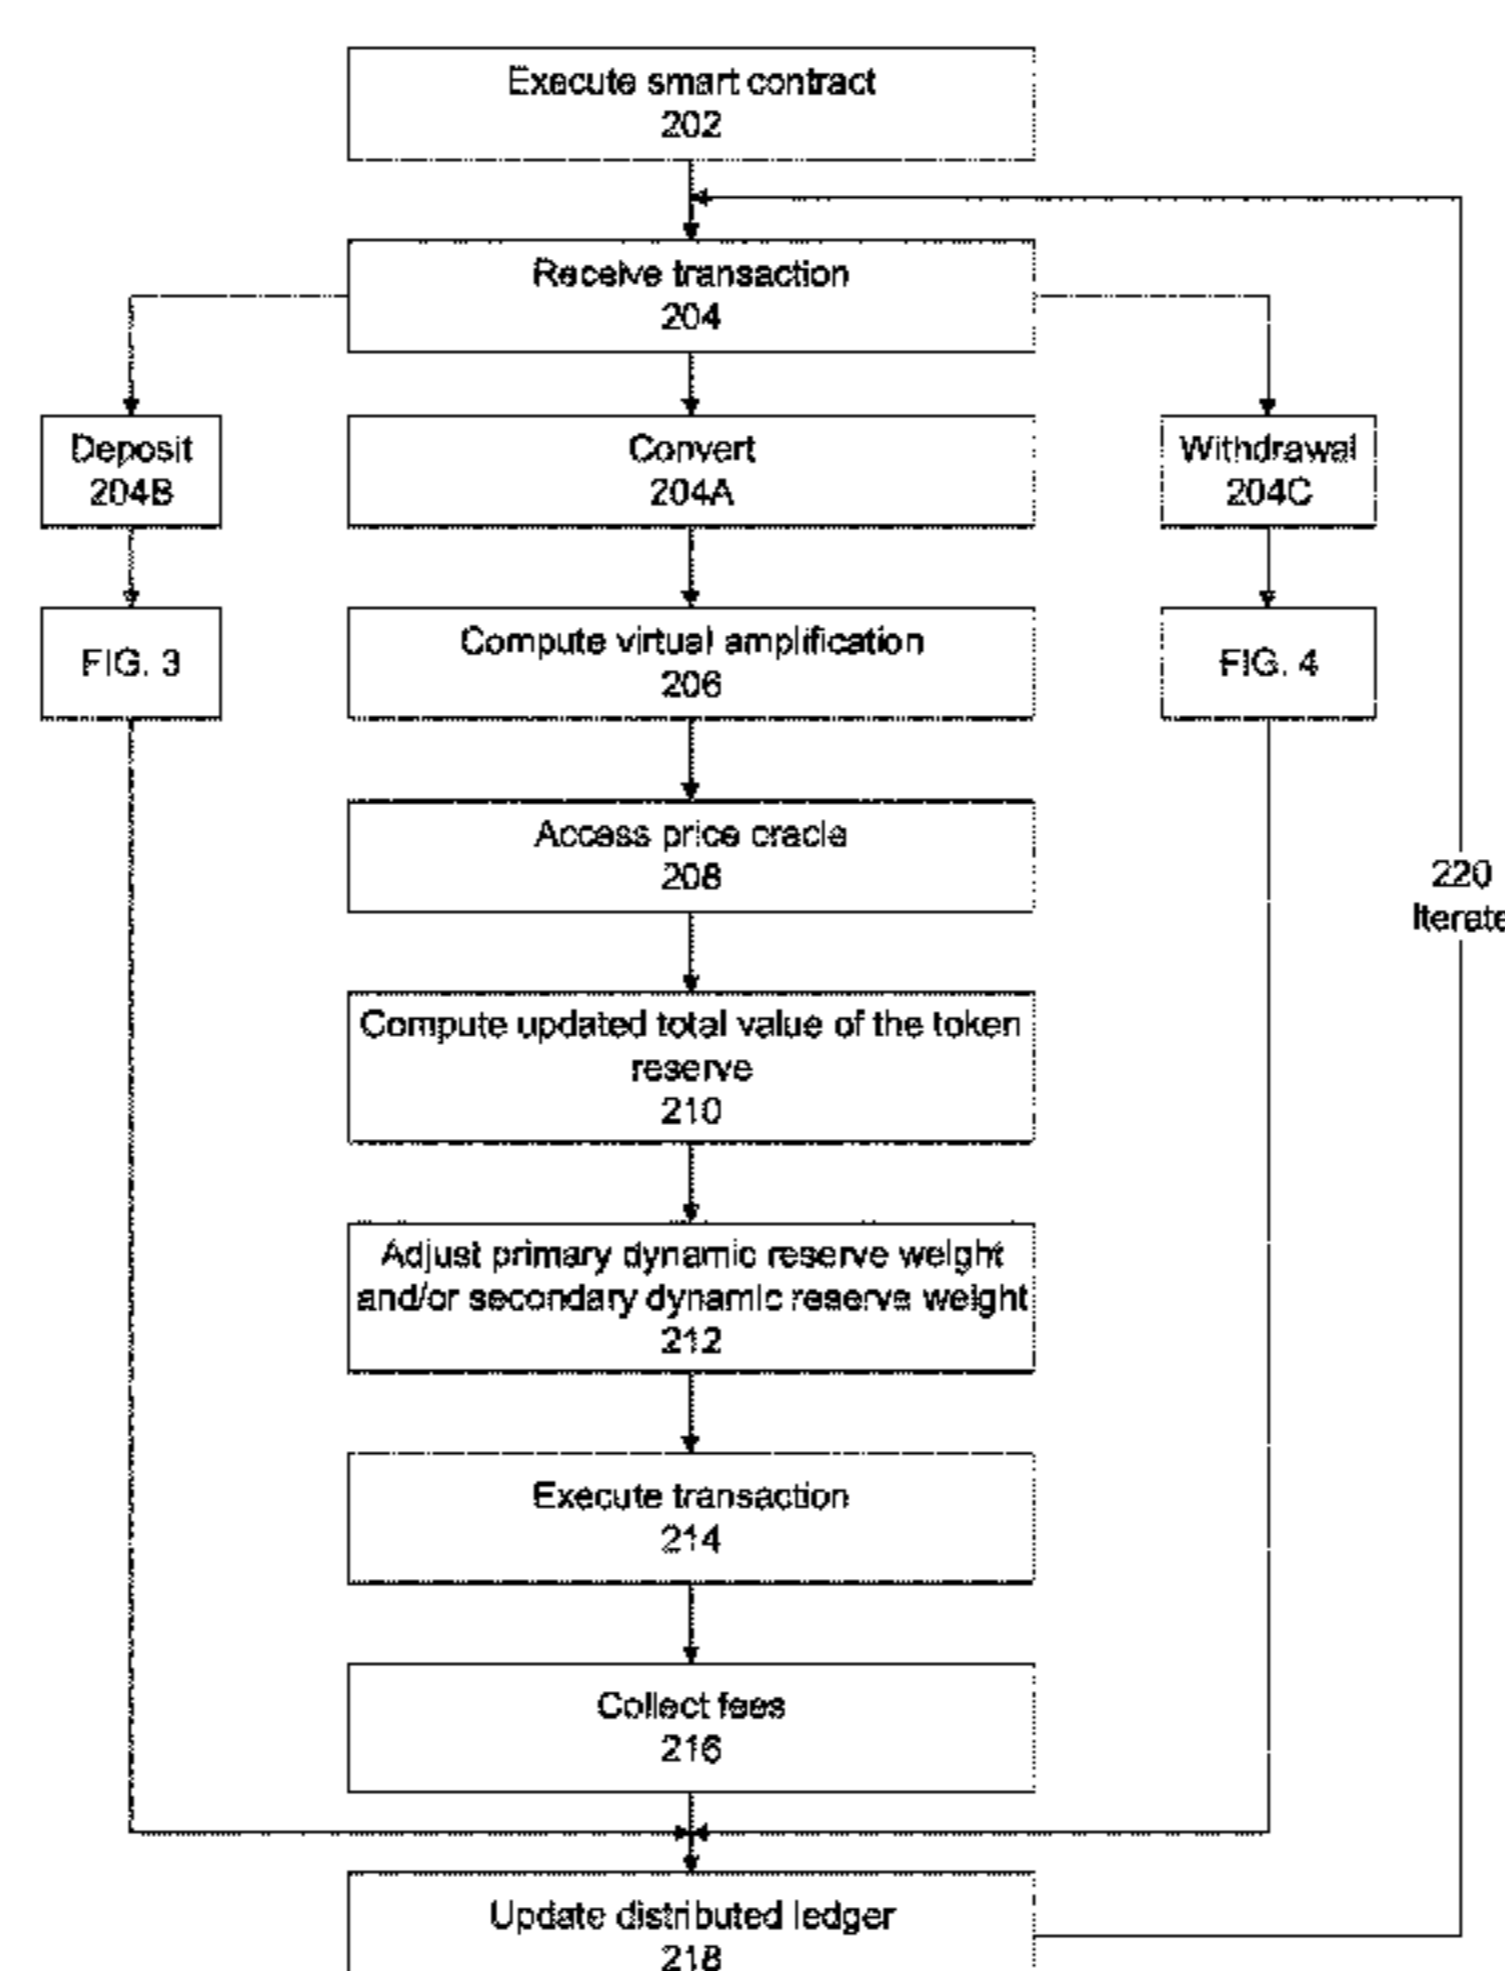 Execute smart contract
202
Receive transaction
204
Deposit
204B
Convert
204A
Withdrawal
204C
FIG. 3
Compute virtual amplification
206
FIG. 4
Access price oracle
208
220
Iterate
Compute updated total value of the token
reserve
210
Adjust primary dynamic reserve weight
and/or secondary dynamic reserve weight
212
Execute transaction
214
Collect fees
216
Update distributed ledger
218